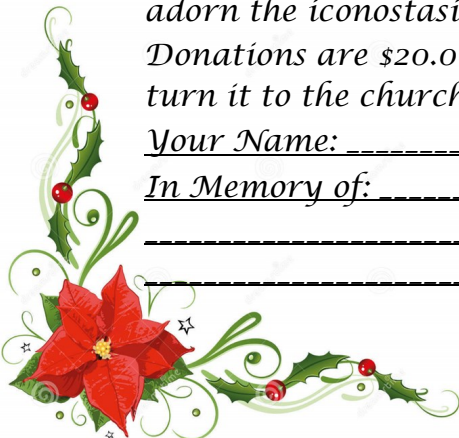 adorn the iconostasi
Donations are $20.0
turn it to the church
Your Name: _________
In Memory of: ______
____________________
____________________